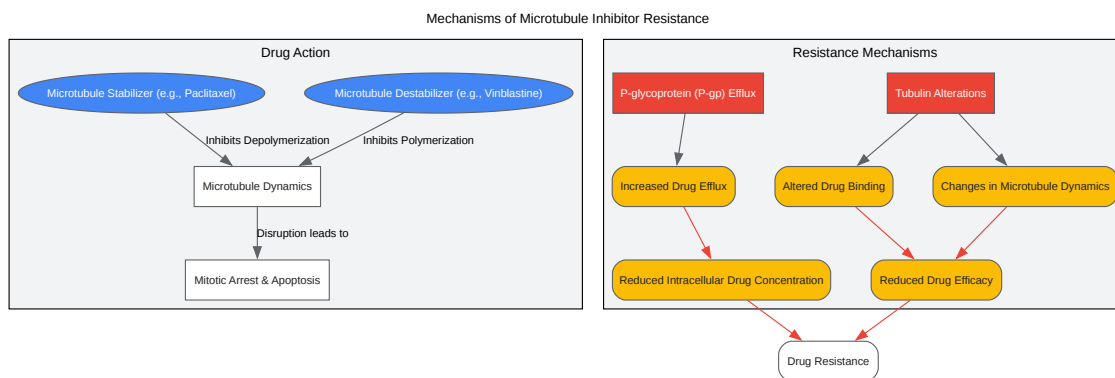 Mechanisms of Microtubule Inhibitor Resistance
Drug Action
Microtubule Stabilizer (e.g., Paclitaxel)
Microtubule Destabilizer (e.g., Vinblastine)
Inhibits Depolymerization
Inhibits Polymerization
Microtubule Dynamics
Disruption leads to
Mitotic Arrest & Apoptosis
Resistance Mechanisms
P-glycoprotein (P-gp) Efflux
Tubulin Alterations
Increased Drug Efflux
Altered Drug Binding
Changes in Microtubule Dynamics
Reduced Intracellular Drug Concentration
Reduced Drug Efficacy
Drug Resistance